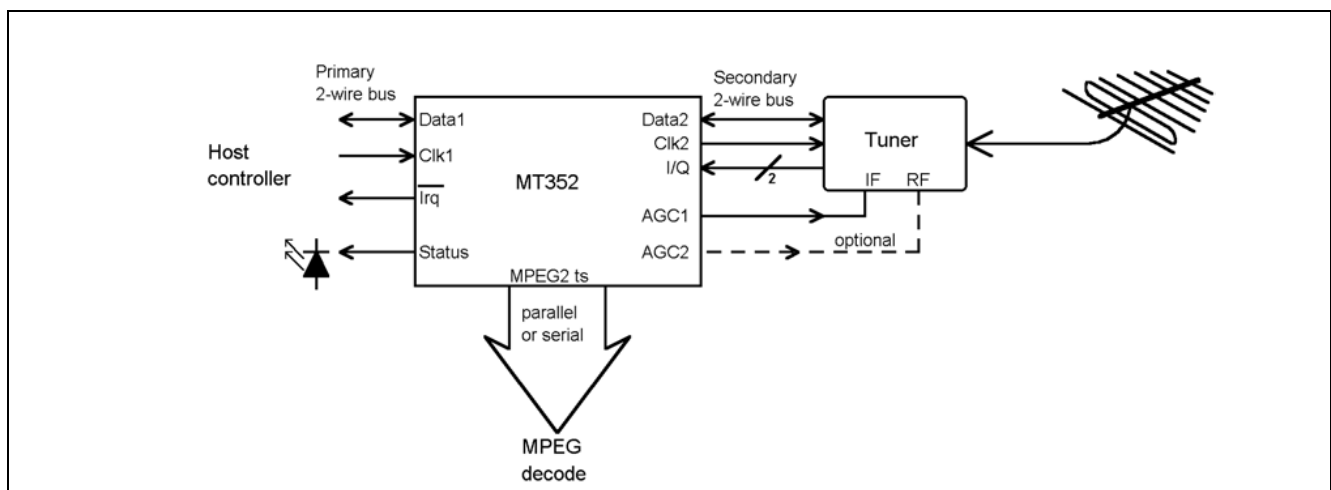 Primary
2-wire bus
Secondary
2-wire bus
Host
controller
Data1
Clk1
Irq
Status
MT352
Data2
Clk2
I/Q
AGC1
AGC2
2
Tuner
IF RF
optional
MPEG2 ts
parallel
or serial
MPEG
decode